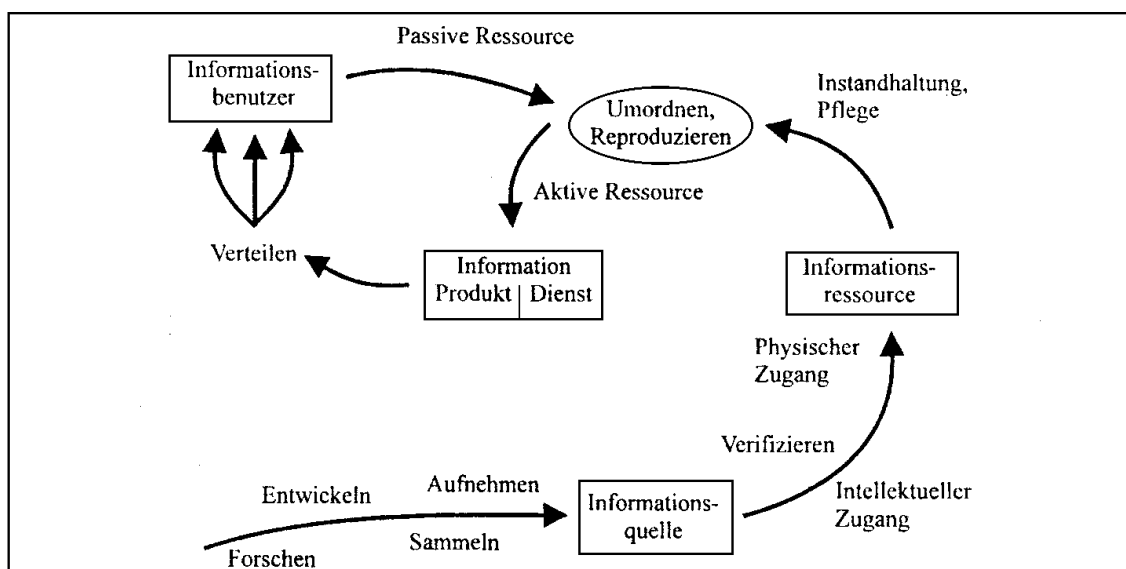 Passive Ressource
Informations-
benutzer
Instandhaltung,
Pflege
Umordnen,
Reproduzieren
Aktive Ressource
Verteilen
Information
Produkt | Dienst
Informations-
ressource
Physischer
Zugang
Verifizieren
Intellektueller
Zugang
Entwickeln
Aufnehmen
Informations-
quelle
Sammeln
Forschen